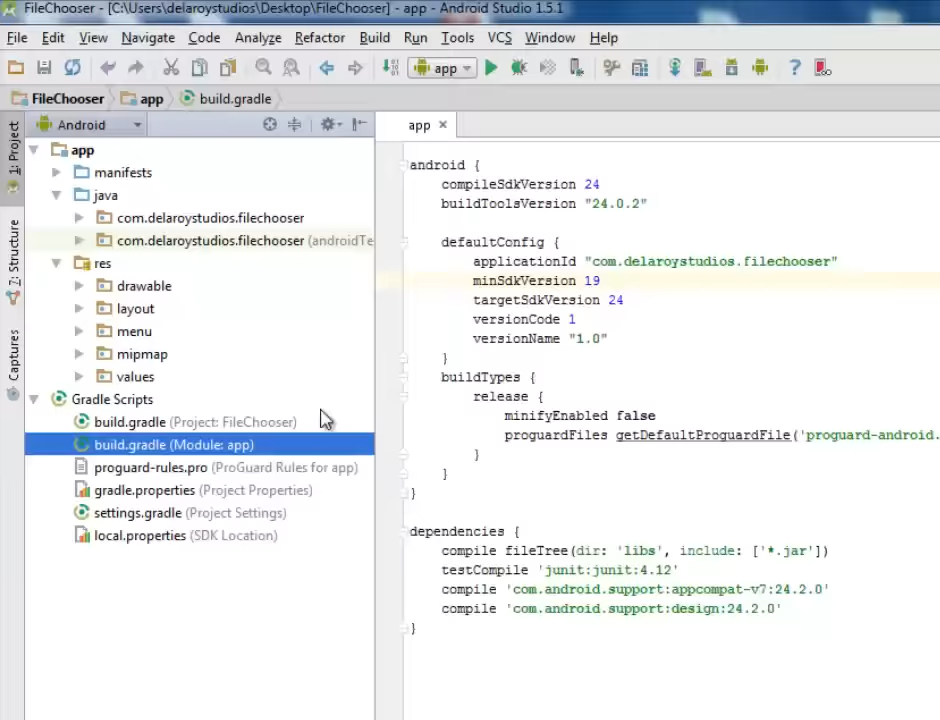 FileChooser - [C:\Users\delaroystudios\Desktop\FileChooser] - app - Android Studio 1.5.1
File Edit View Navigate Code Analyze Refactor Build Run Tools VCS Window Help
app
FileChooser app build.gradle
1: Project
Z: Structure
Captures
Android
app
manifests
java
com.delaroystudios.filechooser
com.delaroystudios.filechooser (androidTe
res
drawable
layout
menu
mipmap
values
Gradle Scripts
build.gradle (Project: FileChooser)
build.gradle (Module: app)
proguard-rules.pro (ProGuard Rules for app)
gradle.properties (Project Properties)
settings.gradle (Project Settings)
local.properties (SDK Location)
app
android {
compileSdkVersion 24
buildToolsVersion "24.0.2"
defaultConfig {
applicationId "com.delaroystudios.filechooser"
minSdkVersion 19
targetSdkVersion 24
versionCode 1
versionName "1.0"
}
buildTypes {
release {
minifyEnabled false
proguardFiles getDefaultProguardFile('proguard-android.
}
}
}
dependencies {
compile fileTree(dir: 'libs', include: ['*.jar'])
testCompile 'junit:junit:4.12'
compile 'com.android.support:appcompat-v7:24.2.0'
compile 'com.android.support:design:24.2.0'
}